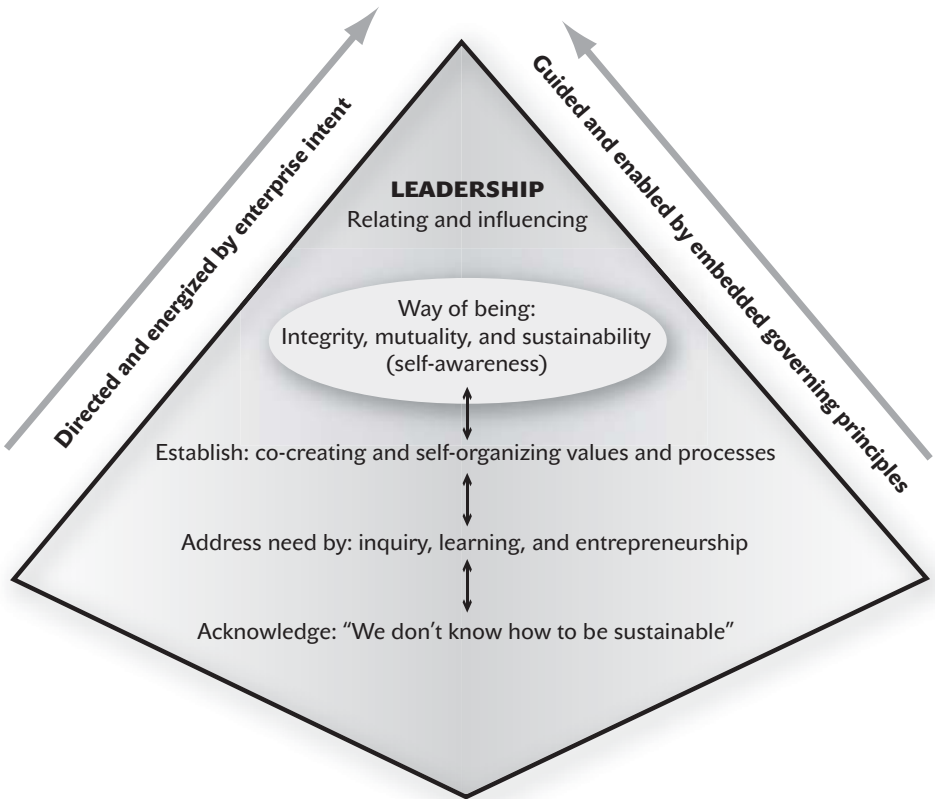 Directed and energized by enterprise intent
Guided and enabled by embedded governing principles
LEADERSHIP
Relating and influencing
Way of being:
Integrity, mutuality, and sustainability
(self-awareness)
Establish: co-creating and self-organizing values and processes
Address need by: inquiry, learning, and entrepreneurship
Acknowledge: “We don’t know how to be sustainable”